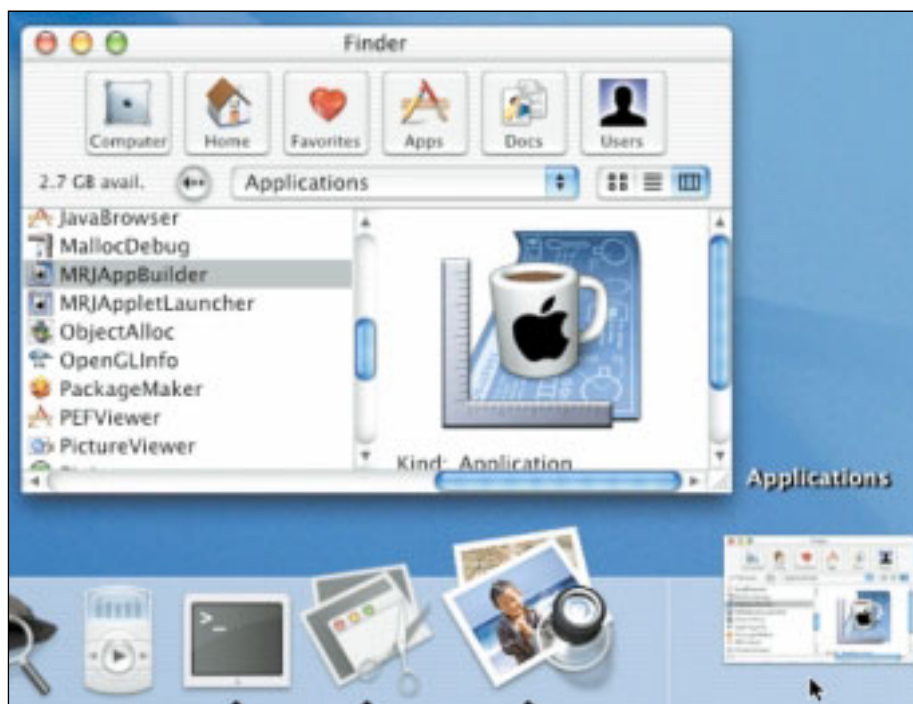 Finder
Computer Home Favorites Apps Docs Users
2.7 GB avail. Applications
JavaBrowser
MallocDebug
MRJAppBuilder
MRJAppletLauncher
ObjectAlloc
OpenGLInfo
PackageMaker
PEFViewer
PictureViewer
Kind: Application
Applications
>_